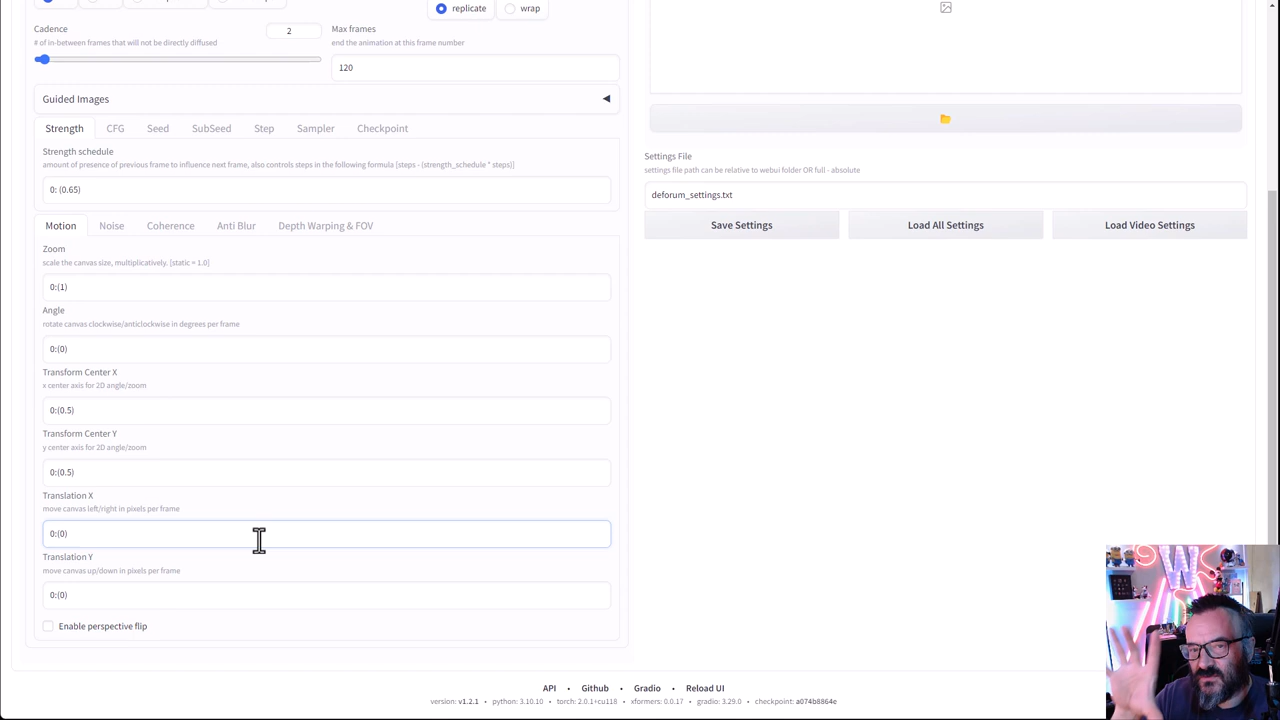 replicate
wrap
Cadence
# of in-between frames that will not be directly diffused
2
Max frames
end the animation at this frame number
120
Guided Images
Strength
CFG
Seed
SubSeed
Step
Sampler
Checkpoint
Strength schedule
amount of presence of previous frame to influence next frame, also controls steps in the following formula [steps - (strength_schedule * steps)]
0: (0.65)
Motion
Noise
Coherence
Anti Blur
Depth Warping & FOV
Zoom
scale the canvas size, multiplicatively. [static = 1.0]
0:(1)
Angle
rotate canvas clockwise/anticlockwise in degrees per frame
0:(0)
Transform Center X
x center axis for 2D angle/zoom
0:(0.5)
Transform Center Y
y center axis for 2D angle/zoom
0:(0.5)
Translation X
move canvas left/right in pixels per frame
0:(0)
Translation Y
move canvas up/down in pixels per frame
0:(0)
Enable perspective flip
Settings File
settings file path can be relative to webui folder OR full - absolute
deforum_settings.txt
Save Settings
Load All Settings
Load Video Settings
API • Github • Gradio • Reload UI
version: v1.2.1 • python: 3.10.10 • torch: 2.0.1+cu118 • xformers: 0.0.17 • gradio: 3.29.0 • checkpoint: a074b8864e